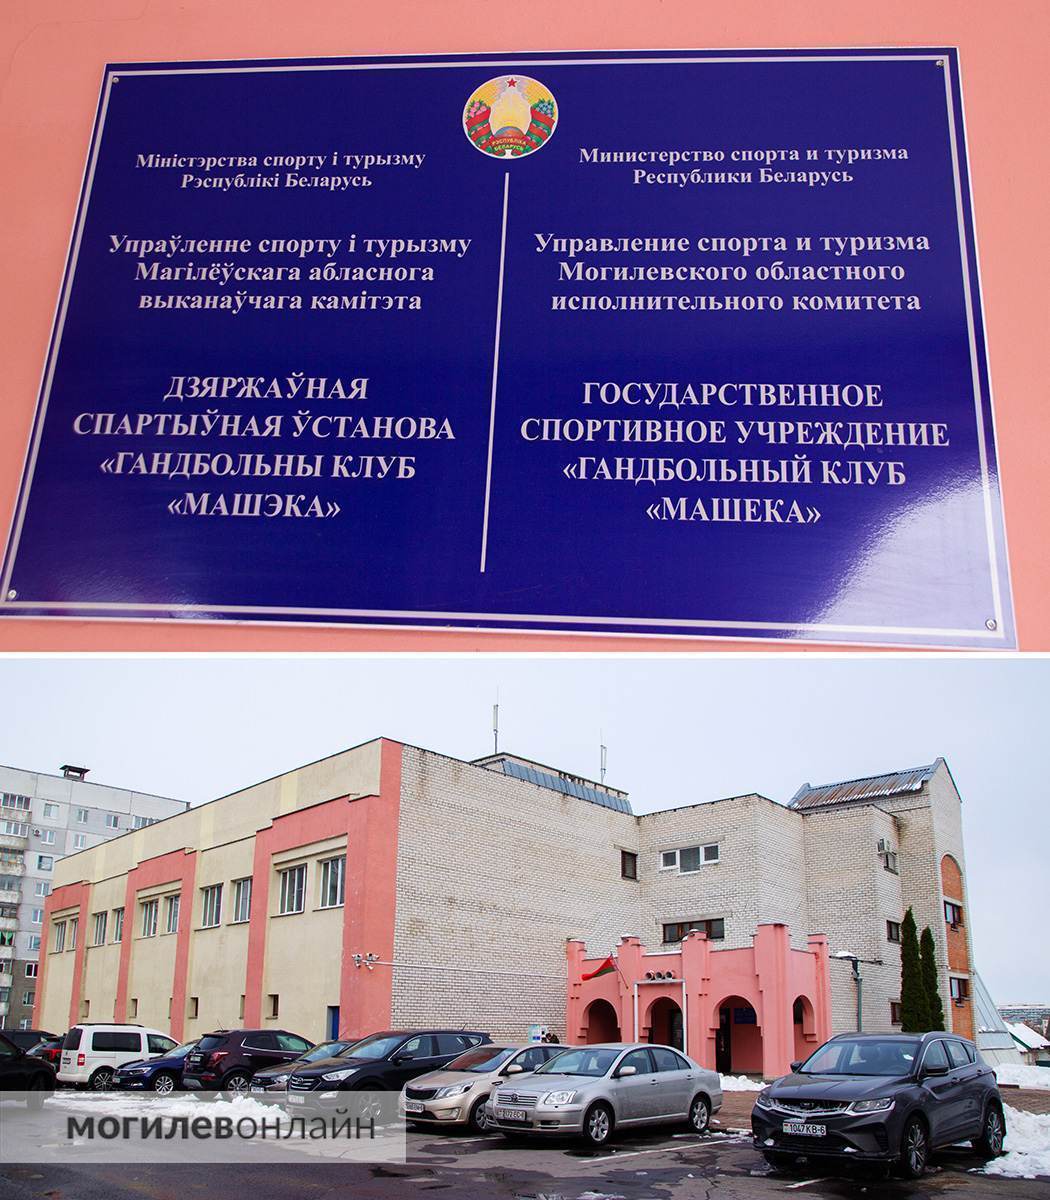 РЭСПУБЛІКА
БЕЛАРУСЬ
Міністэрства спорту і турызму
Рэспублікі Беларусь
Упраўленне спорту і турызму
Магілёўскага абласнога
выканаўчага камітэта
ДЗЯРЖАЎНАЯ
СПАРТЫЎНАЯ ЎСТАНОВА
«ГАНДБОЛЬНЫ КЛУБ
«МАШЭКА»
Министерство спорта и туризма
Республики Беларусь
Управление спорта и туризма
Могилевского областного
исполнительного комитета
ГОСУДАРСТВЕННОЕ
СПОРТИВНОЕ УЧРЕЖДЕНИЕ
«ГАНДБОЛЬНЫЙ КЛУБ
«МАШЕКА»
1047 KB-6
могилевонлайн